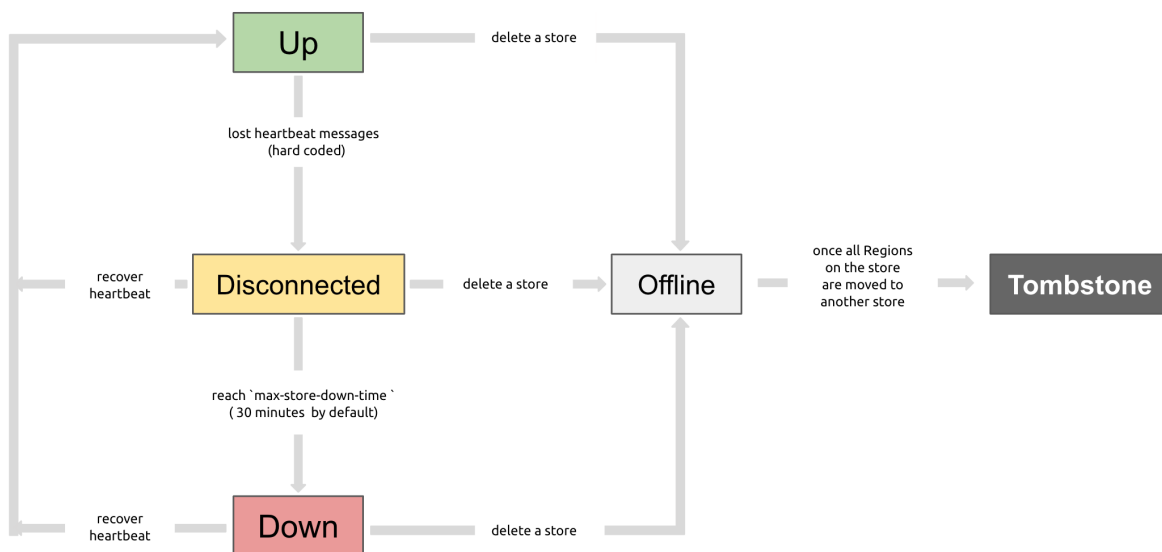 Up
delete a store
lost heartbeat messages
(hard coded)
recover
heartbeat
Disconnected
delete a store
Offline
once all Regions
on the store
are moved to
another store
Tombstone
reach `max-store-down-time `
( 30 minutes  by default)
recover
heartbeat
Down
delete a store